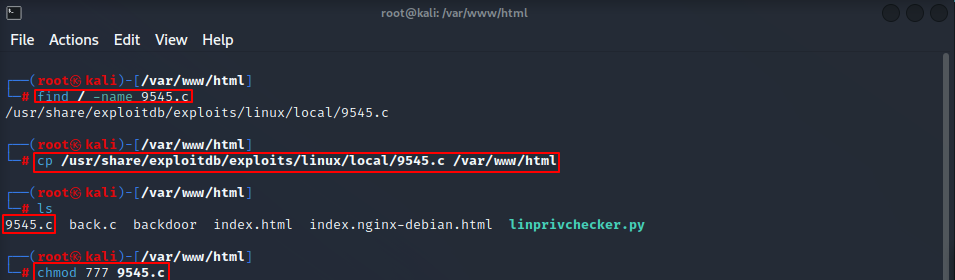 root@kali: /var/www/html
File Actions Edit View Help
┌──(root㉿kali)-[/var/www/html]
└─# find / -name 9545.c
/usr/share/exploitdb/exploits/linux/local/9545.c
┌──(root㉿kali)-[/var/www/html]
└─# cp /usr/share/exploitdb/exploits/linux/local/9545.c /var/www/html
┌──(root㉿kali)-[/var/www/html]
└─# ls
9545.c back.c backdoor index.html index.nginx-debian.html linprivchecker.py
┌──(root㉿kali)-[/var/www/html]
└─# chmod 777 9545.c